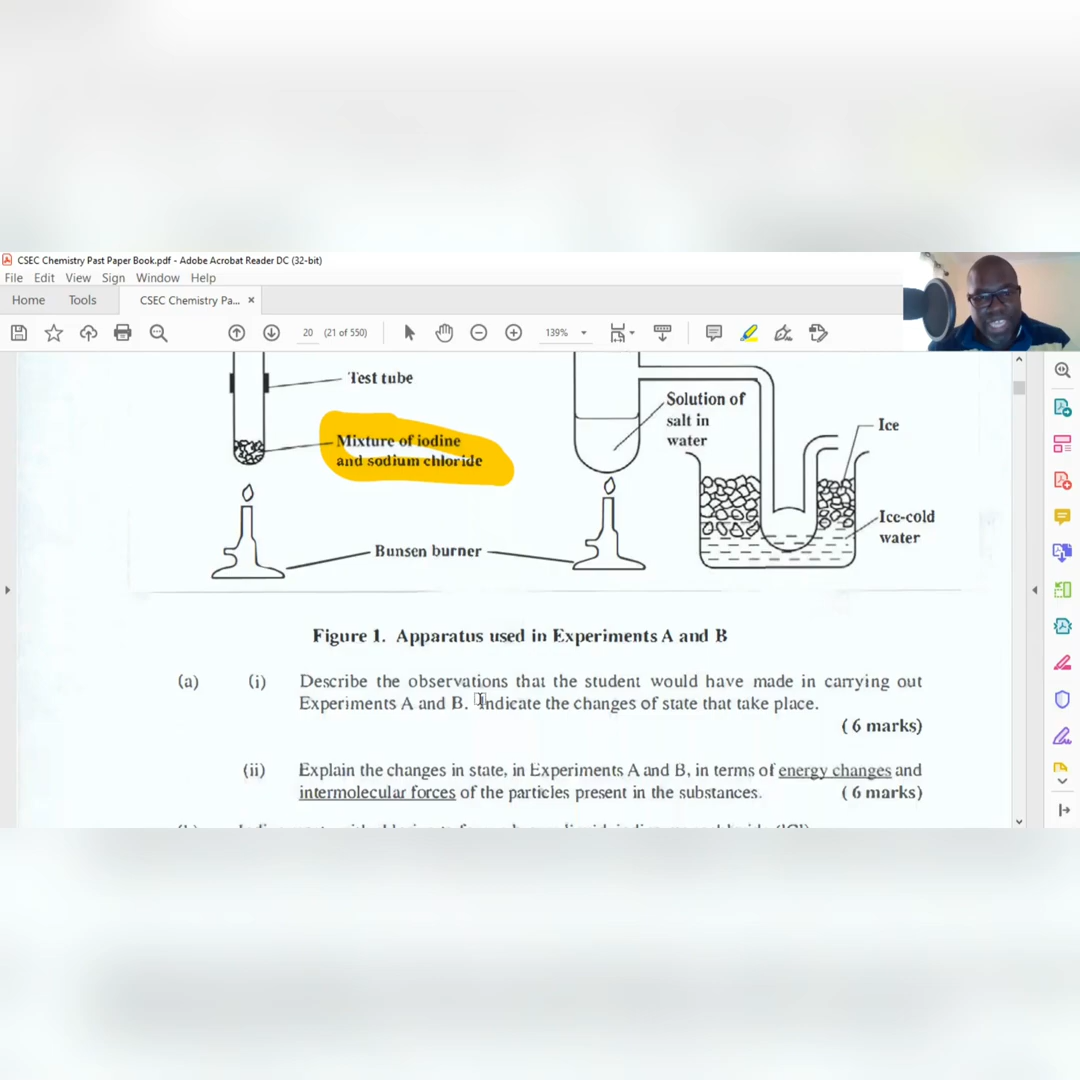 CSEC Chemistry Past Paper Book.pdf - Adobe Acrobat Reader DC (32-bit)
File Edit View Sign Window Help
Home Tools CSEC Chemistry Pa... ×
20 (21 of 550) 139%
Test tube
Mixture of iodine
and sodium chloride
Solution of
salt in
water
Ice
Ice-cold
water
Bunsen burner
Figure 1. Apparatus used in Experiments A and B
(a) (i) Describe the observations that the student would have made in carrying out
Experiments A and B. Indicate the changes of state that take place.
( 6 marks)
(ii) Explain the changes in state, in Experiments A and B, in terms of energy changes and
intermolecular forces of the particles present in the substances. ( 6 marks)